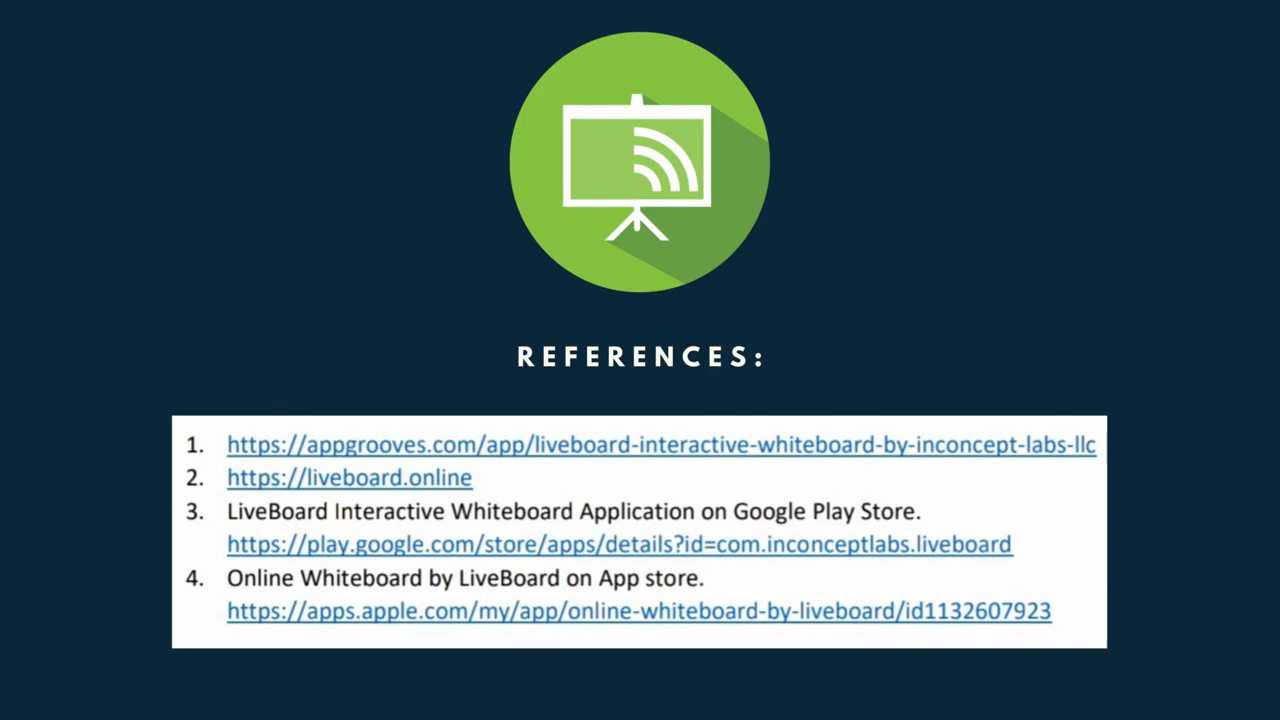 REFERENCES:
1. https://appgrooves.com/app/liveboard-interactive-whiteboard-by-inconcept-labs-llc
2. https://liveboard.online
3. LiveBoard Interactive Whiteboard Application on Google Play Store.
https://play.google.com/store/apps/details?id=com.inconceptlabs.liveboard
4. Online Whiteboard by LiveBoard on App store.
https://apps.apple.com/my/app/online-whiteboard-by-liveboard/id1132607923